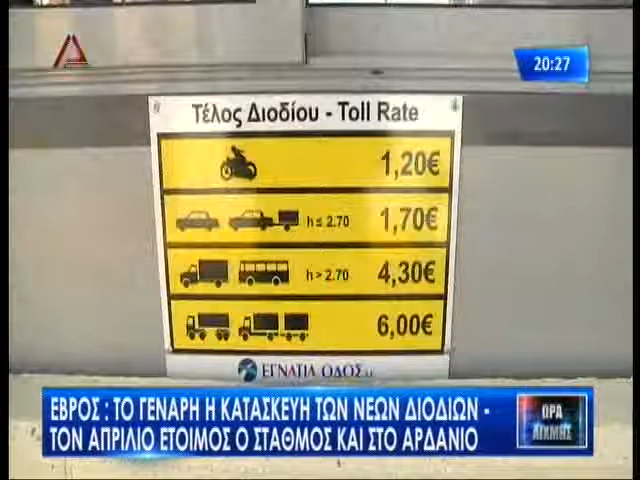 20:27
Τέλος Διοδίου - Toll Rate
1,20€
h ≤ 2.70 1,70€
h > 2.70 4,30€
6,00€
ΕΓΝΑΤΙΑ ΟΔΟΣ
ΕΒΡΟΣ : ΤΟ ΓΕΝΑΡΗ Η ΚΑΤΑΣΚΕΥΗ ΤΩΝ ΝΕΩΝ ΔΙΟΔΙΩΝ -
ΤΟΝ ΑΠΡΙΛΙΟ ΕΤΟΙΜΟΣ Ο ΣΤΑΘΜΟΣ ΚΑΙ ΣΤΟ ΑΡΔΑΝΙΟ
ΩΡΑ
ΑΙΧΜΗΣ